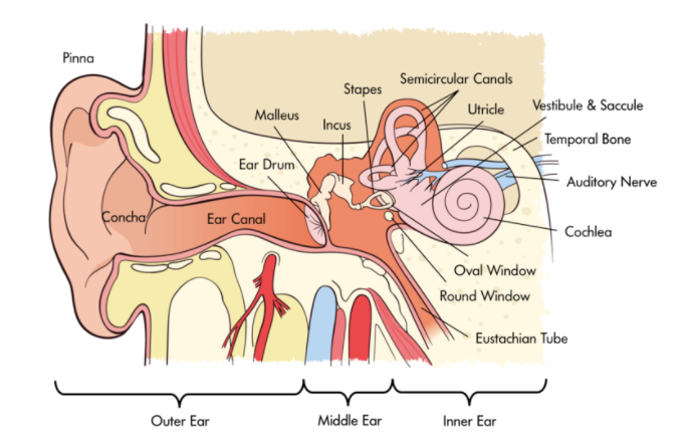 Pinna
Semicircular Canals
Stapes
Utricle
Vestibule & Saccule
Malleus
Incus
Temporal Bone
Ear Drum
Auditory Nerve
Concha
Ear Canal
Cochlea
Oval Window
Round Window
Eustachian Tube
Outer Ear
Middle Ear
Inner Ear